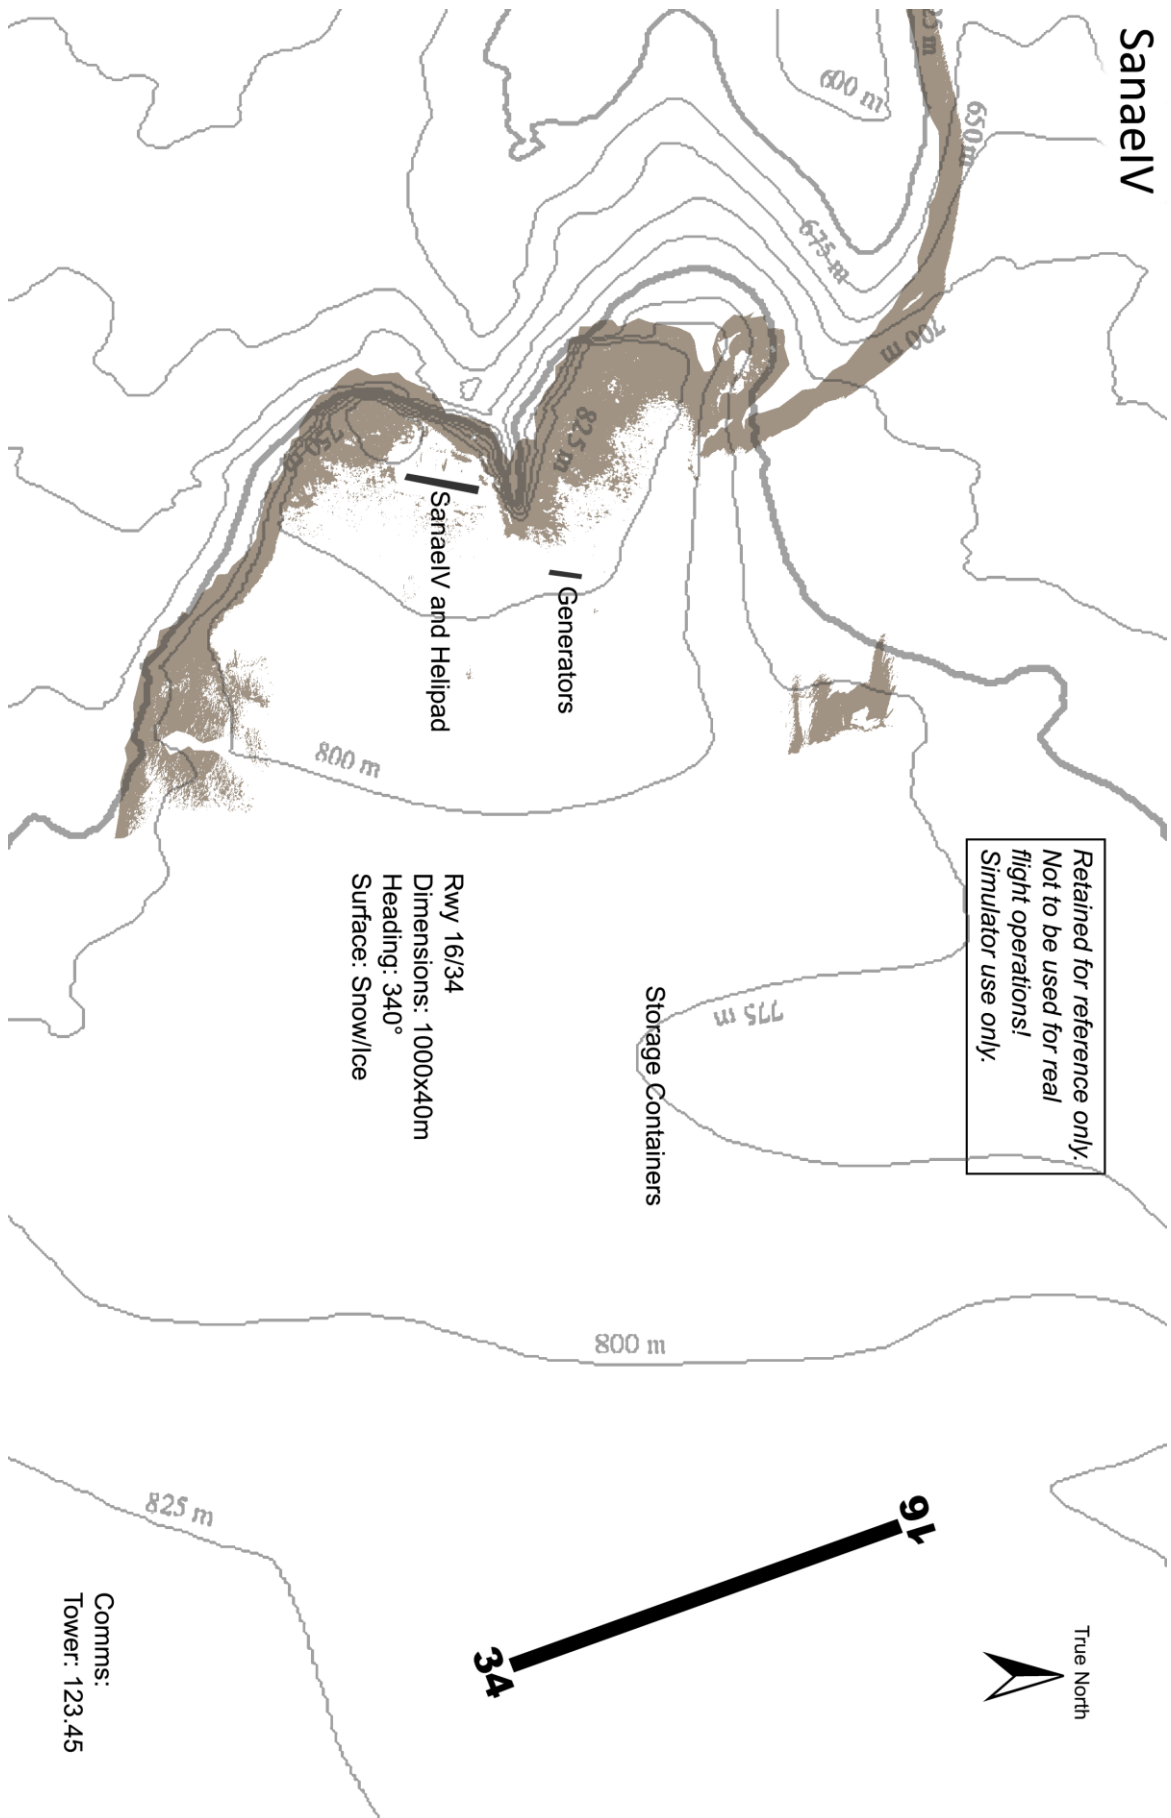 SanaeIV
650 m
600 m
675 m
700 m
825 m
750 m
SanaeIV and Helipad
Generators
800 m
Retained for reference only.
Not to be used for real
flight operations!
Simulator use only.
775 m
Storage Containers
Rwy 16/34
Dimensions: 1000x40m
Heading: 340°
Surface: Snow/Ice
800 m
825 m
True North
16
34
Comms:
Tower: 123.45